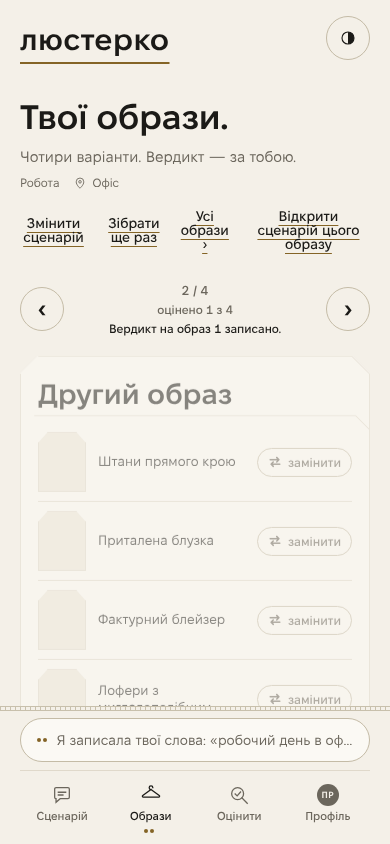 люстерко
Твої образи.
Чотири варіанти. Вердикт — за тобою.
Робота Офіс
Змінити
сценарій
Зібрати
ще раз
Усі
образи
›
Відкрити
сценарій цього
образу
‹
2 / 4
оцінено 1 з 4
Вердикт на образ 1 записано.
›
Другий образ
Штани прямого крою замінити
Приталена блузка замінити
Фактурний блейзер замінити
Лофери з замінити
Я записала твої слова: «робочий день в оф…
Сценарій Образи Оцінити ПР Профіль